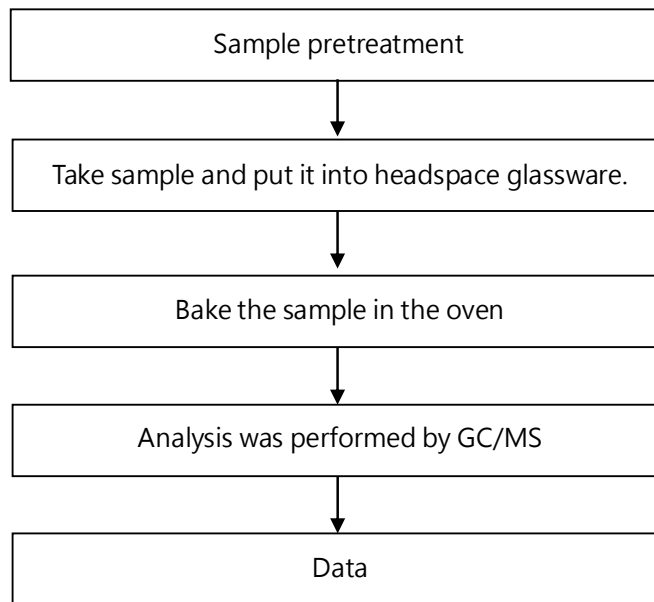 Sample pretreatment
Take sample and put it into headspace glassware.
Bake the sample in the oven
Analysis was performed by GC/MS
Data